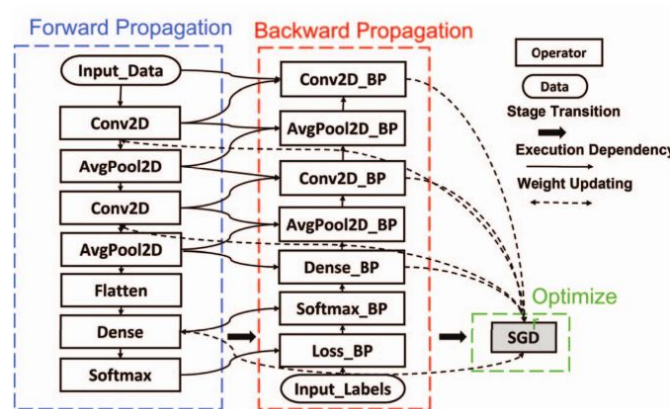 Forward Propagation
Input_Data
Conv2D
AvgPool2D
Conv2D
AvgPool2D
Flatten
Dense
Softmax
Backward Propagation
Conv2D_BP
AvgPool2D_BP
Conv2D_BP
AvgPool2D_BP
Dense_BP
Softmax_BP
Loss_BP
Input_Labels
Operator
Data
Stage Transition
Execution Dependency
Weight Updating
Optimize
SGD